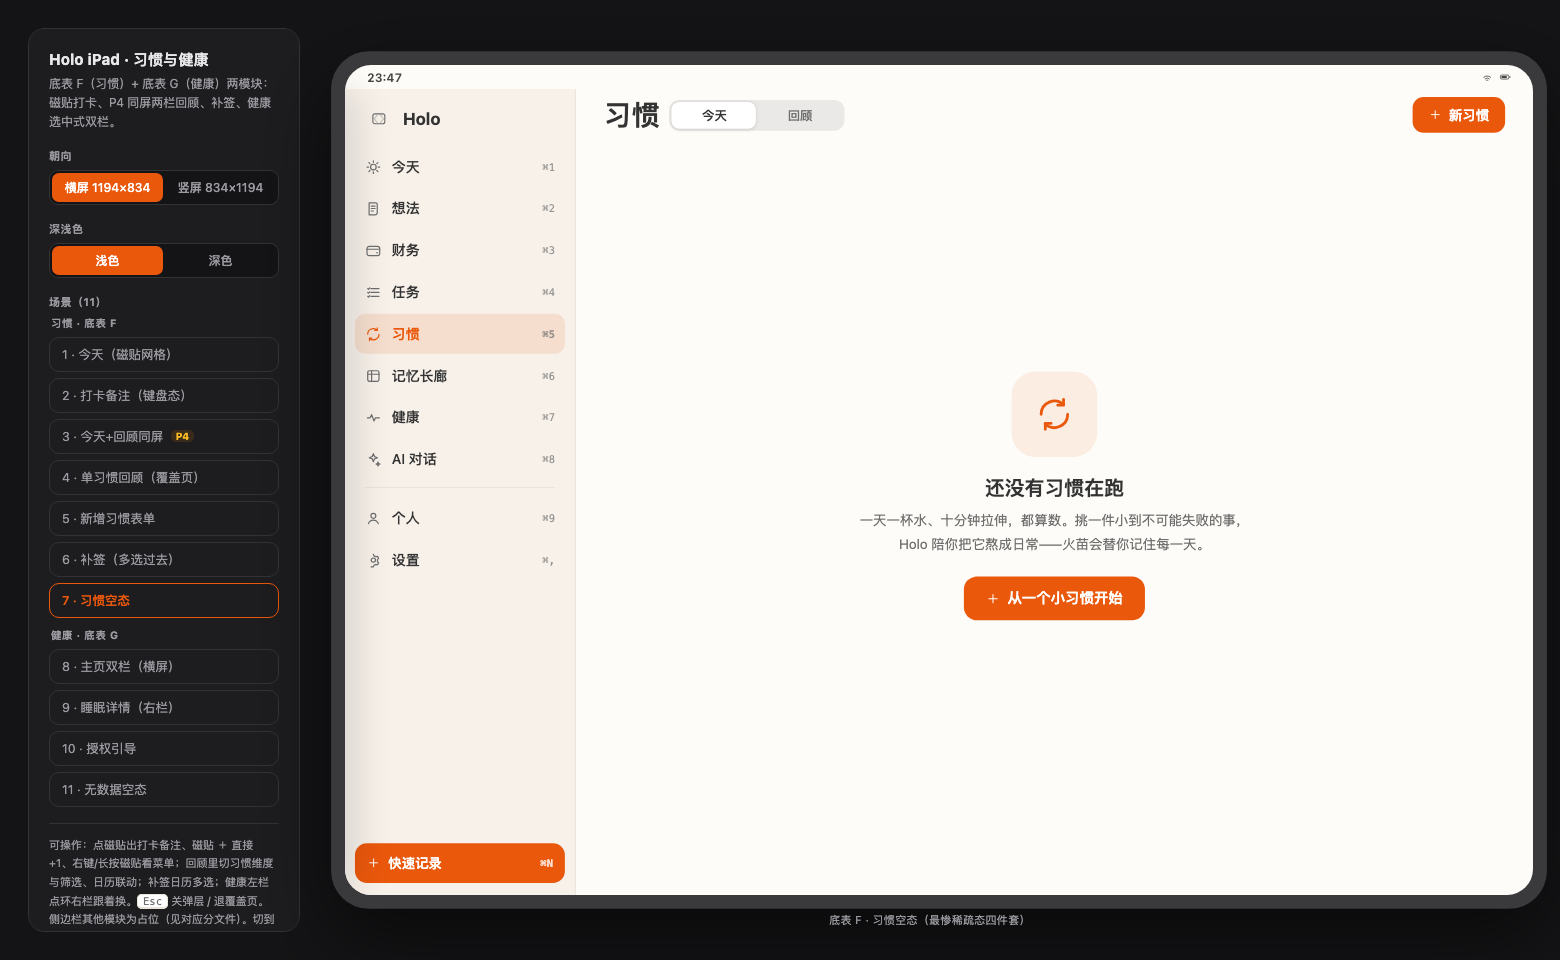 Holo iPad · 习惯与健康
底表 F（习惯）+ 底表 G（健康）两模块：
磁贴打卡、P4 同屏两栏回顾、补签、健康
选中式双栏。
朝向
横屏 1194×834
竖屏 834×1194
深浅色
浅色
深色
场景（11）
习惯 · 底表 F
1 · 今天（磁贴网格）
2 · 打卡备注（键盘态）
3 · 今天+回顾同屏 P4
4 · 单习惯回顾（覆盖页）
5 · 新增习惯表单
6 · 补签（多选过去）
7 · 习惯空态
健康 · 底表 G
8 · 主页双栏（横屏）
9 · 睡眠详情（右栏）
10 · 授权引导
11 · 无数据空态
可操作：点磁贴出打卡备注、磁贴 ＋ 直接
+1、右键/长按磁贴看菜单；回顾里切习惯维度
与筛选、日历联动；补签日历多选；健康左栏
点环右栏跟着换。 Esc 关弹层 / 退覆盖页。
侧边栏其他模块为占位（见对应分文件）。切到
23:47
Holo
今天 ⌘1
想法 ⌘2
财务 ⌘3
任务 ⌘4
习惯 ⌘5
记忆长廊 ⌘6
健康 ⌘7
AI 对话 ⌘8
个人 ⌘9
设置 ⌘,
＋ 快速记录 ⌘N
习惯
今天
回顾
＋ 新习惯
还没有习惯在跑
一天一杯水、十分钟拉伸，都算数。挑一件小到不可能失败的事，
Holo 陪你把它熬成日常——火苗会替你记住每一天。
＋ 从一个小习惯开始
底表 F · 习惯空态（最惨稀疏态四件套）